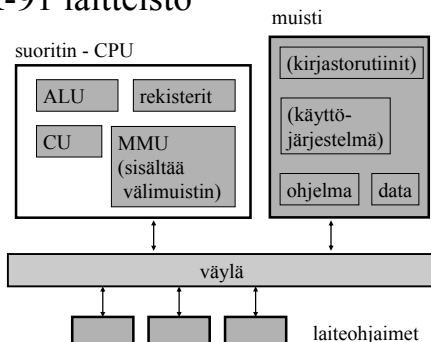 -91 laitteisto
suoritin - CPU
ALU
rekisterit
CU
MMU
(sisältää
välimuistin)
muisti
(kirjastorutiinit)
(käyttö-
järjestelmä)
ohjelma
data
väylä
laiteohjaimet